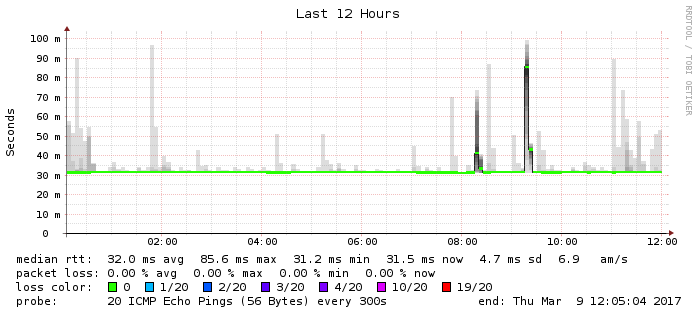 Last 12 Hours
RRDTOOL / TOBI OETIKER
Seconds
100 m
90 m
80 m
70 m
60 m
50 m
40 m
30 m
20 m
10 m
0
02:00 04:00 06:00 08:00 10:00 12:00
median rtt: 32.0 ms avg 85.6 ms max 31.2 ms min 31.5 ms now 4.7 ms sd 6.9 am/s
packet loss: 0.00 % avg 0.00 % max 0.00 % min 0.00 % now
loss color: 0 1/20 2/20 3/20 4/20 10/20 19/20
probe: 20 ICMP Echo Pings (56 Bytes) every 300s end: Thu Mar 9 12:05:04 2017